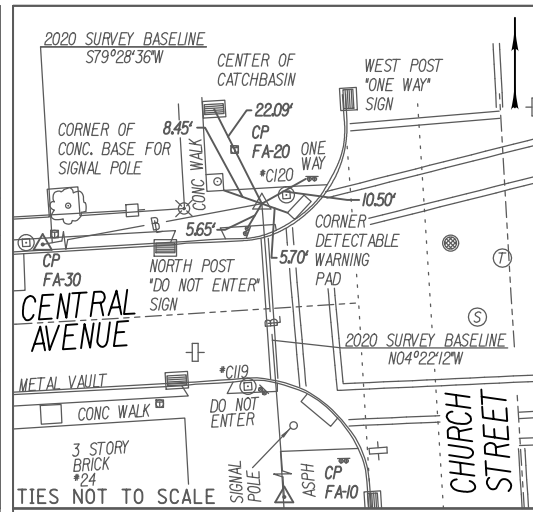 2020 SURVEY BASELINE
S79°28'36"W
CENTER OF
CATCHBASIN
WEST POST
"ONE WAY"
SIGN
22.09'
8.45'
CP
FA-20
CORNER OF
CONC. BASE FOR
SIGNAL POLE
CONC WALK
ONE
WAY
#C120
10.50'
5.65'
5.70'
CORNER
DETECTABLE
WARNING
PAD
CP
FA-30
NORTH POST
"DO NOT ENTER"
SIGN
T
S
CENTRAL
AVENUE
2020 SURVEY BASELINE
N04°22'12"W
#C119
METAL VAULT
CONC WALK
DO NOT
ENTER
3 STORY
BRICK
#24
SIGNAL
POLE
ASPH
CP
FA-10
CHURCH
STREET
TIES NOT TO SCALE